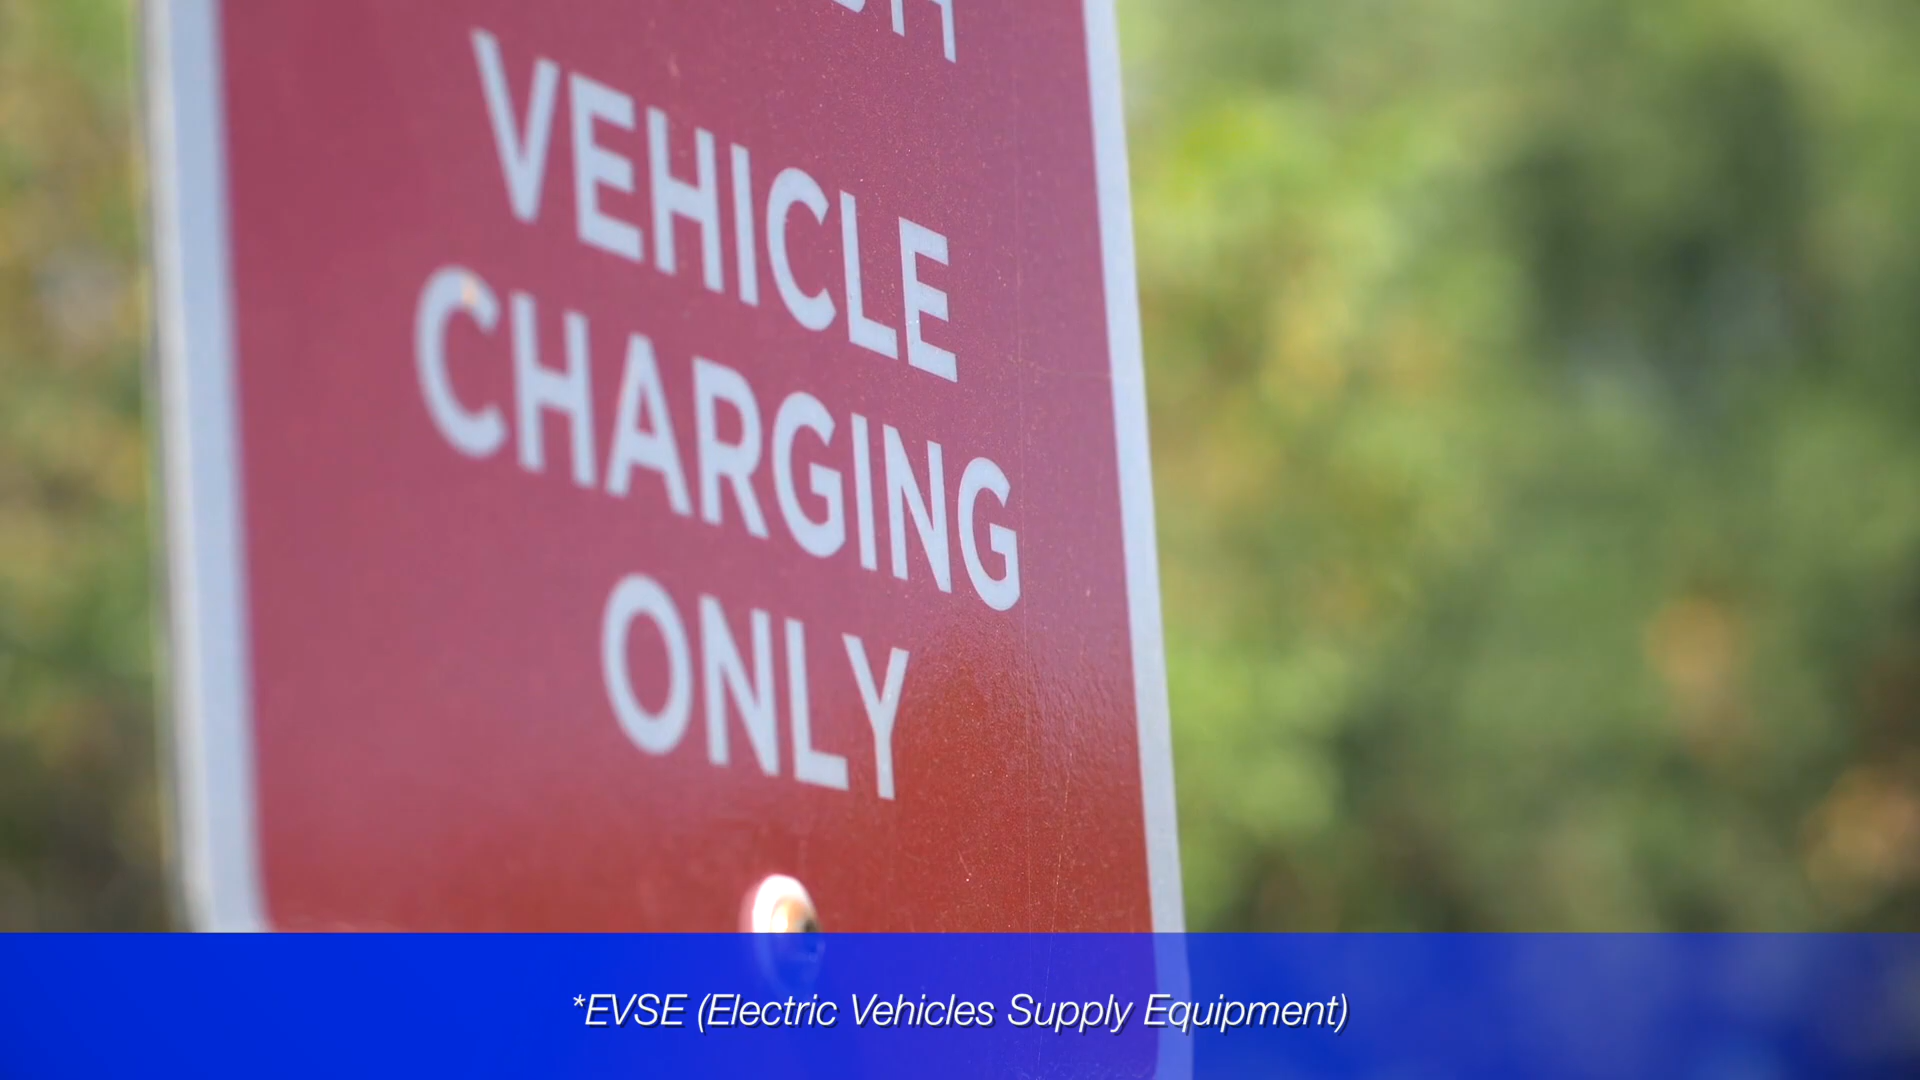 VEHICLE
CHARGING
ONLY
*EVSE (Electric Vehicles Supply Equipment)